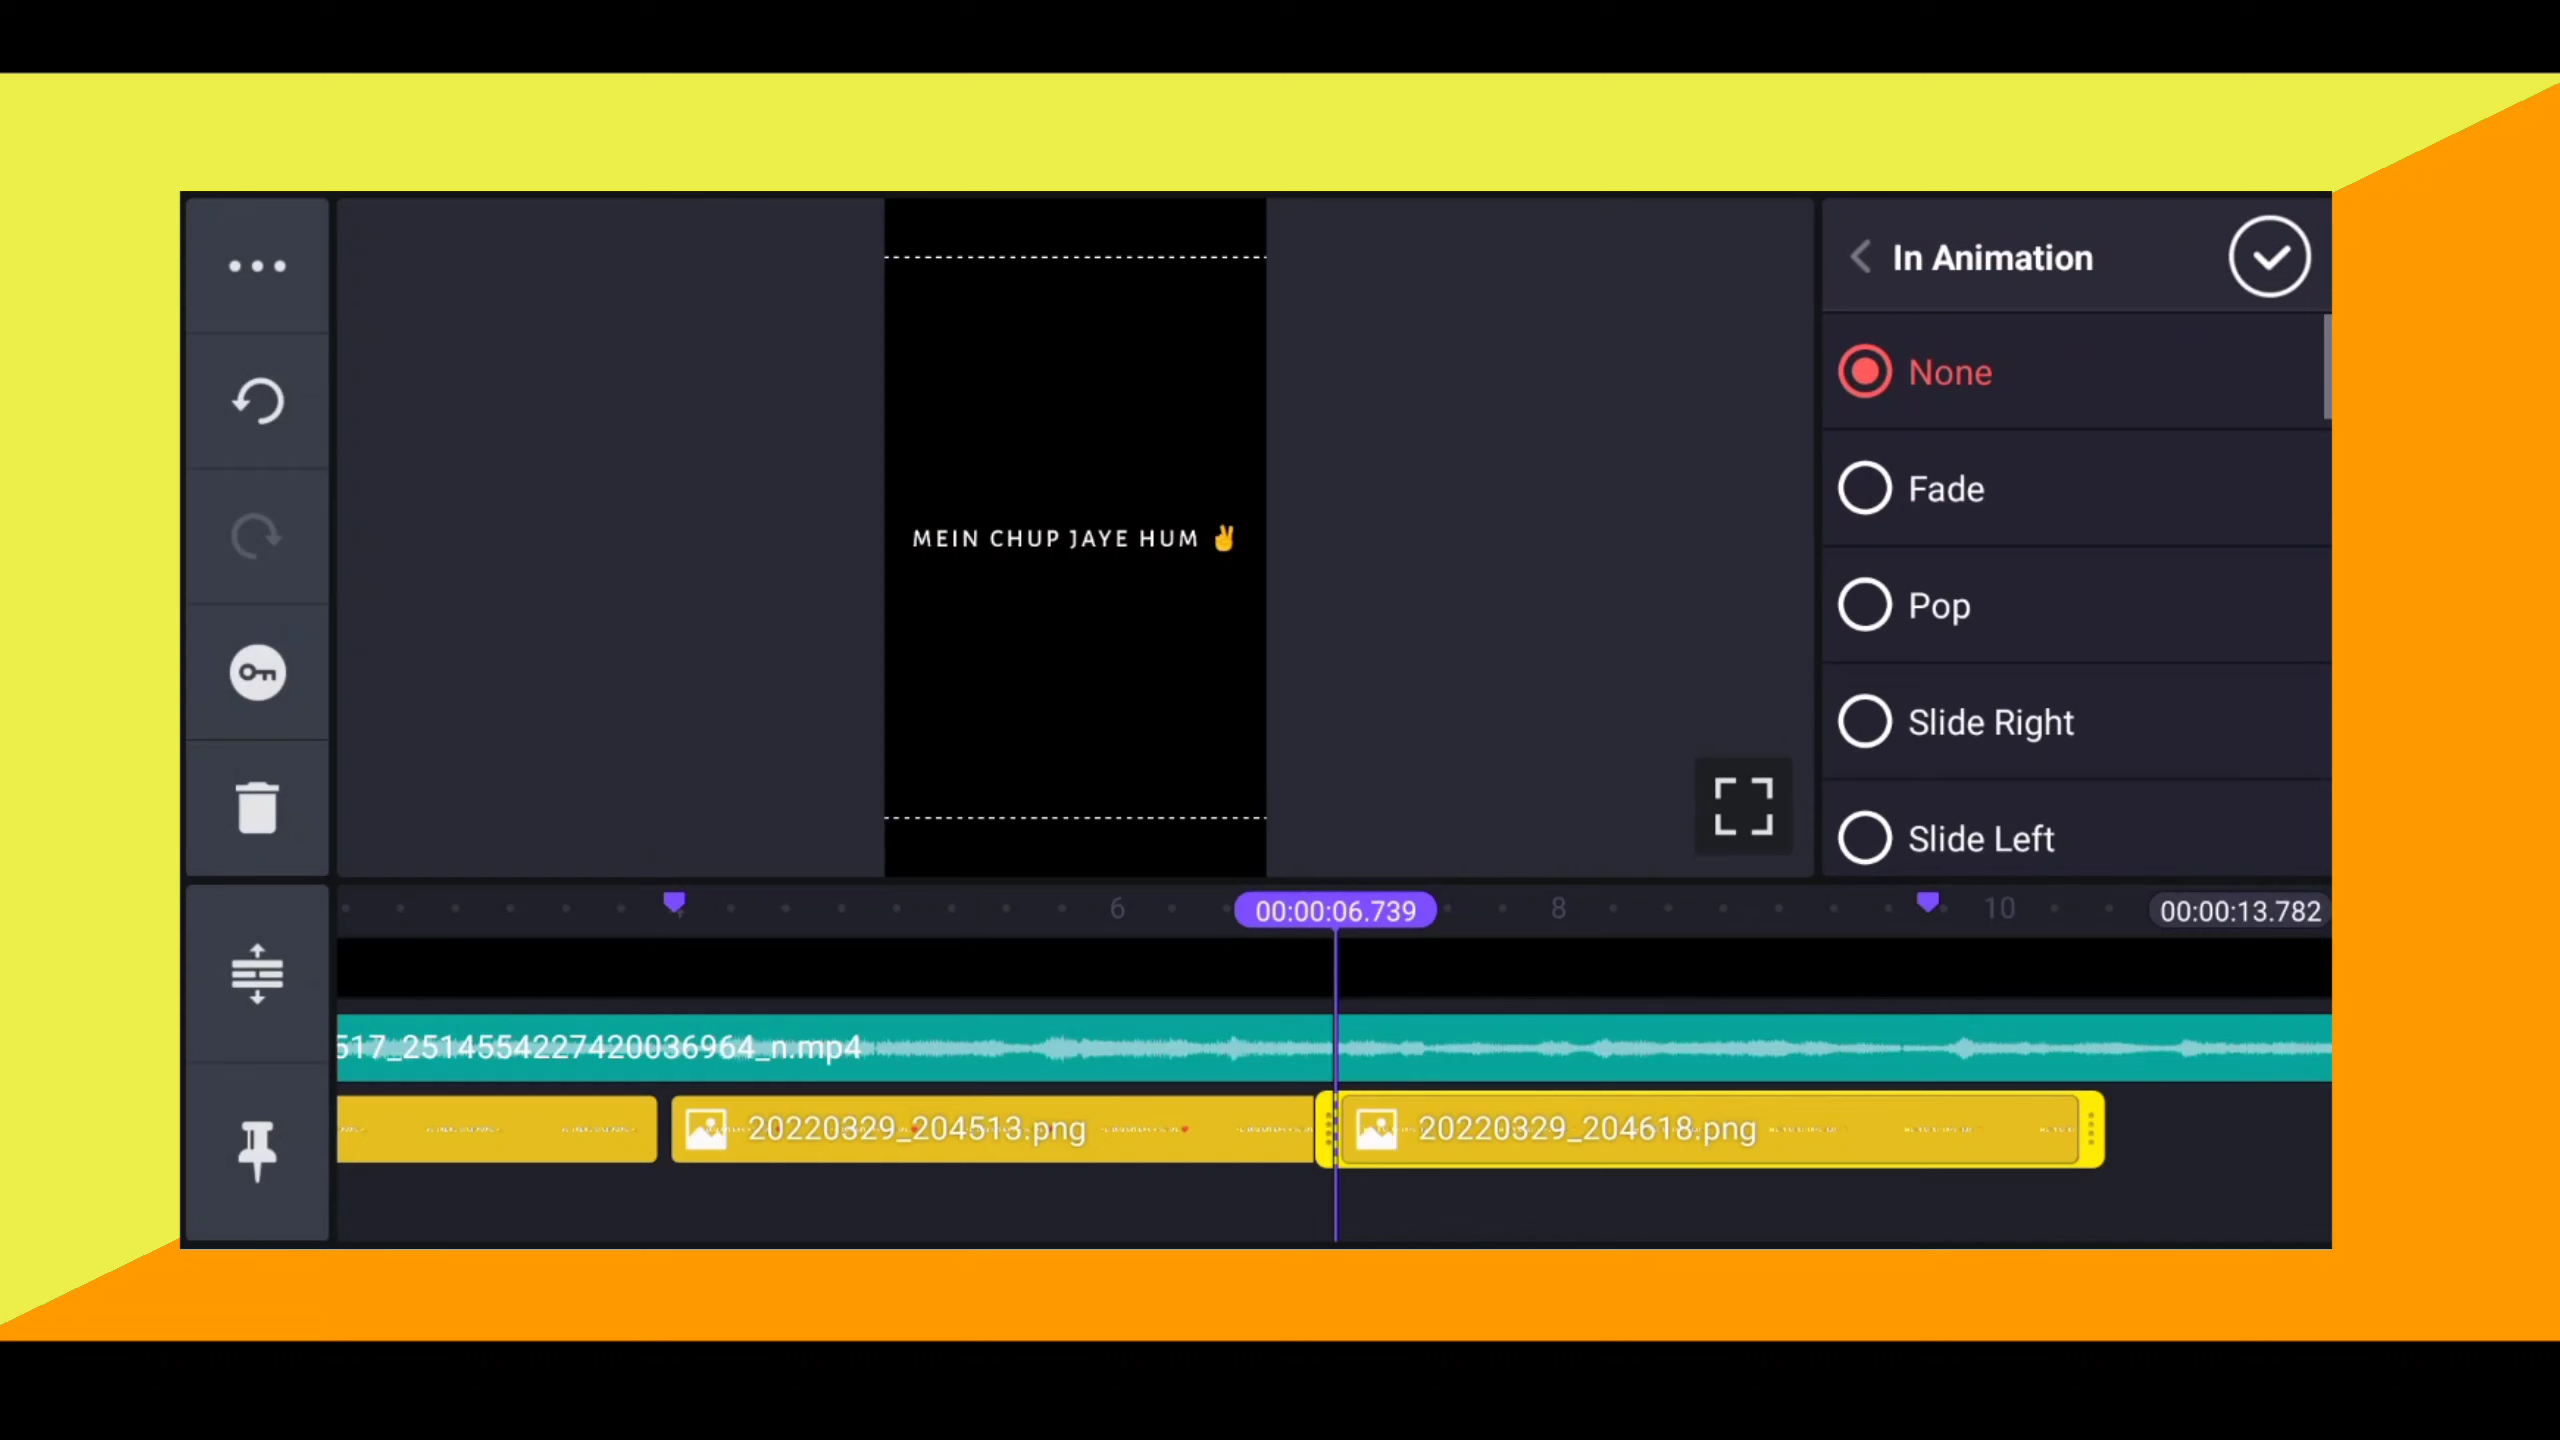 In Animation
None
Fade
Pop
Slide Right
Slide Left
MEIN CHUP JAYE HUM ✌
6
00:00:06.739
8
10
00:00:13.782
517_2514554227420036964_n.mp4
20220329_204513.png
20220329_204618.png